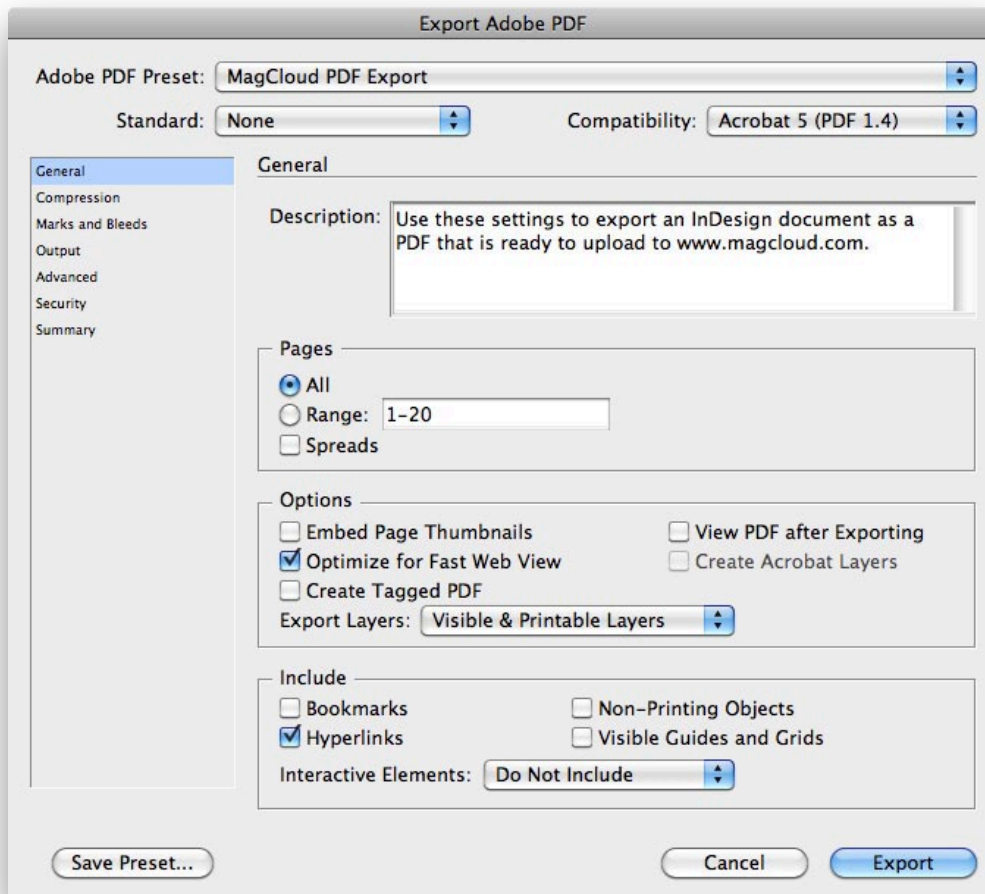 Export Adobe PDF
Adobe PDF Preset: MagCloud PDF Export
Standard: None Compatibility: Acrobat 5 (PDF 1.4)
General
Compression
Marks and Bleeds
Output
Advanced
Security
Summary
General
Description: Use these settings to export an InDesign document as a
PDF that is ready to upload to www.magcloud.com.
Pages
All
Range: 1-20
Spreads
Options
Embed Page Thumbnails View PDF after Exporting
Optimize for Fast Web View Create Acrobat Layers
Create Tagged PDF
Export Layers: Visible & Printable Layers
Include
Bookmarks Non-Printing Objects
Hyperlinks Visible Guides and Grids
Interactive Elements: Do Not Include
Save Preset... Cancel Export